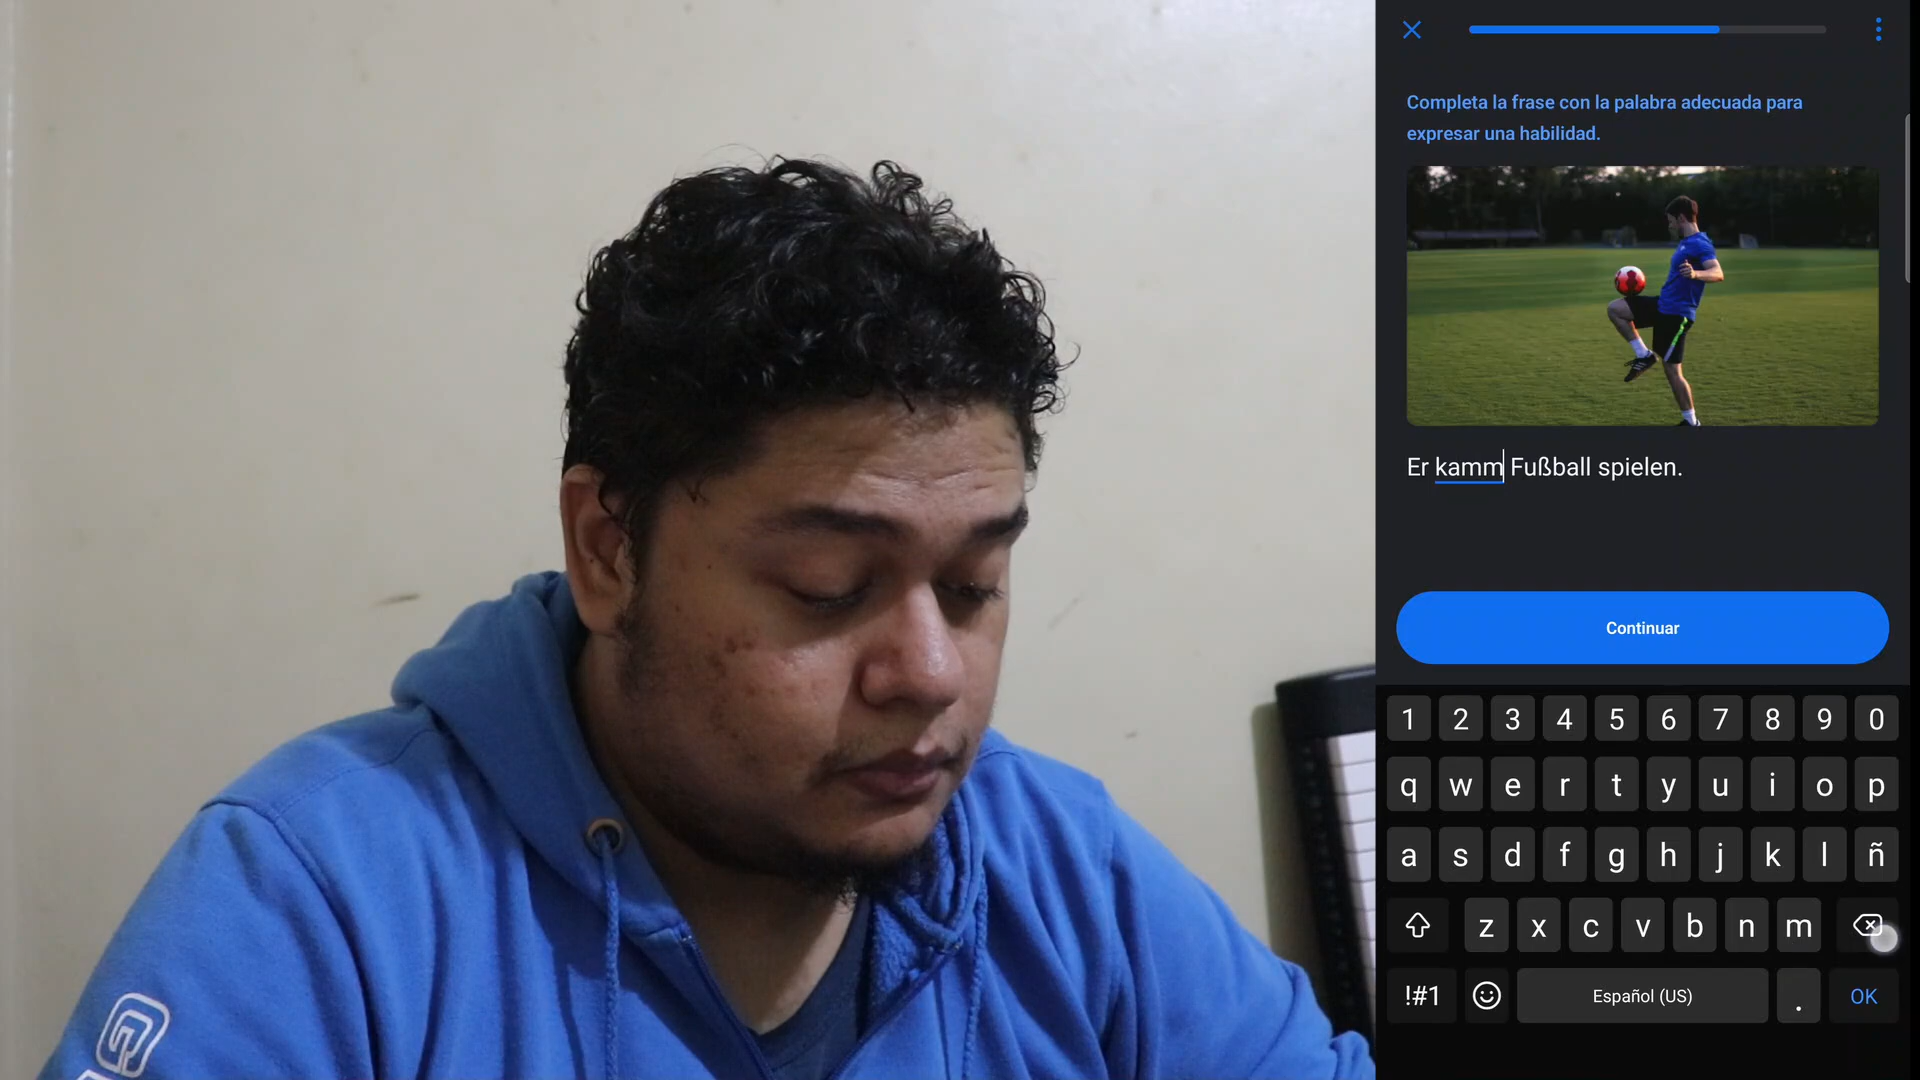 Completa la frase con la palabra adecuada para
expresar una habilidad.
Er kamm Fußball spielen.
Continuar
1 2 3 4 5 6 7 8 9 0
q w e r t y u i o p
a s d f g h j k l ñ
z x c v b n m
!#1 Español (US) . OK